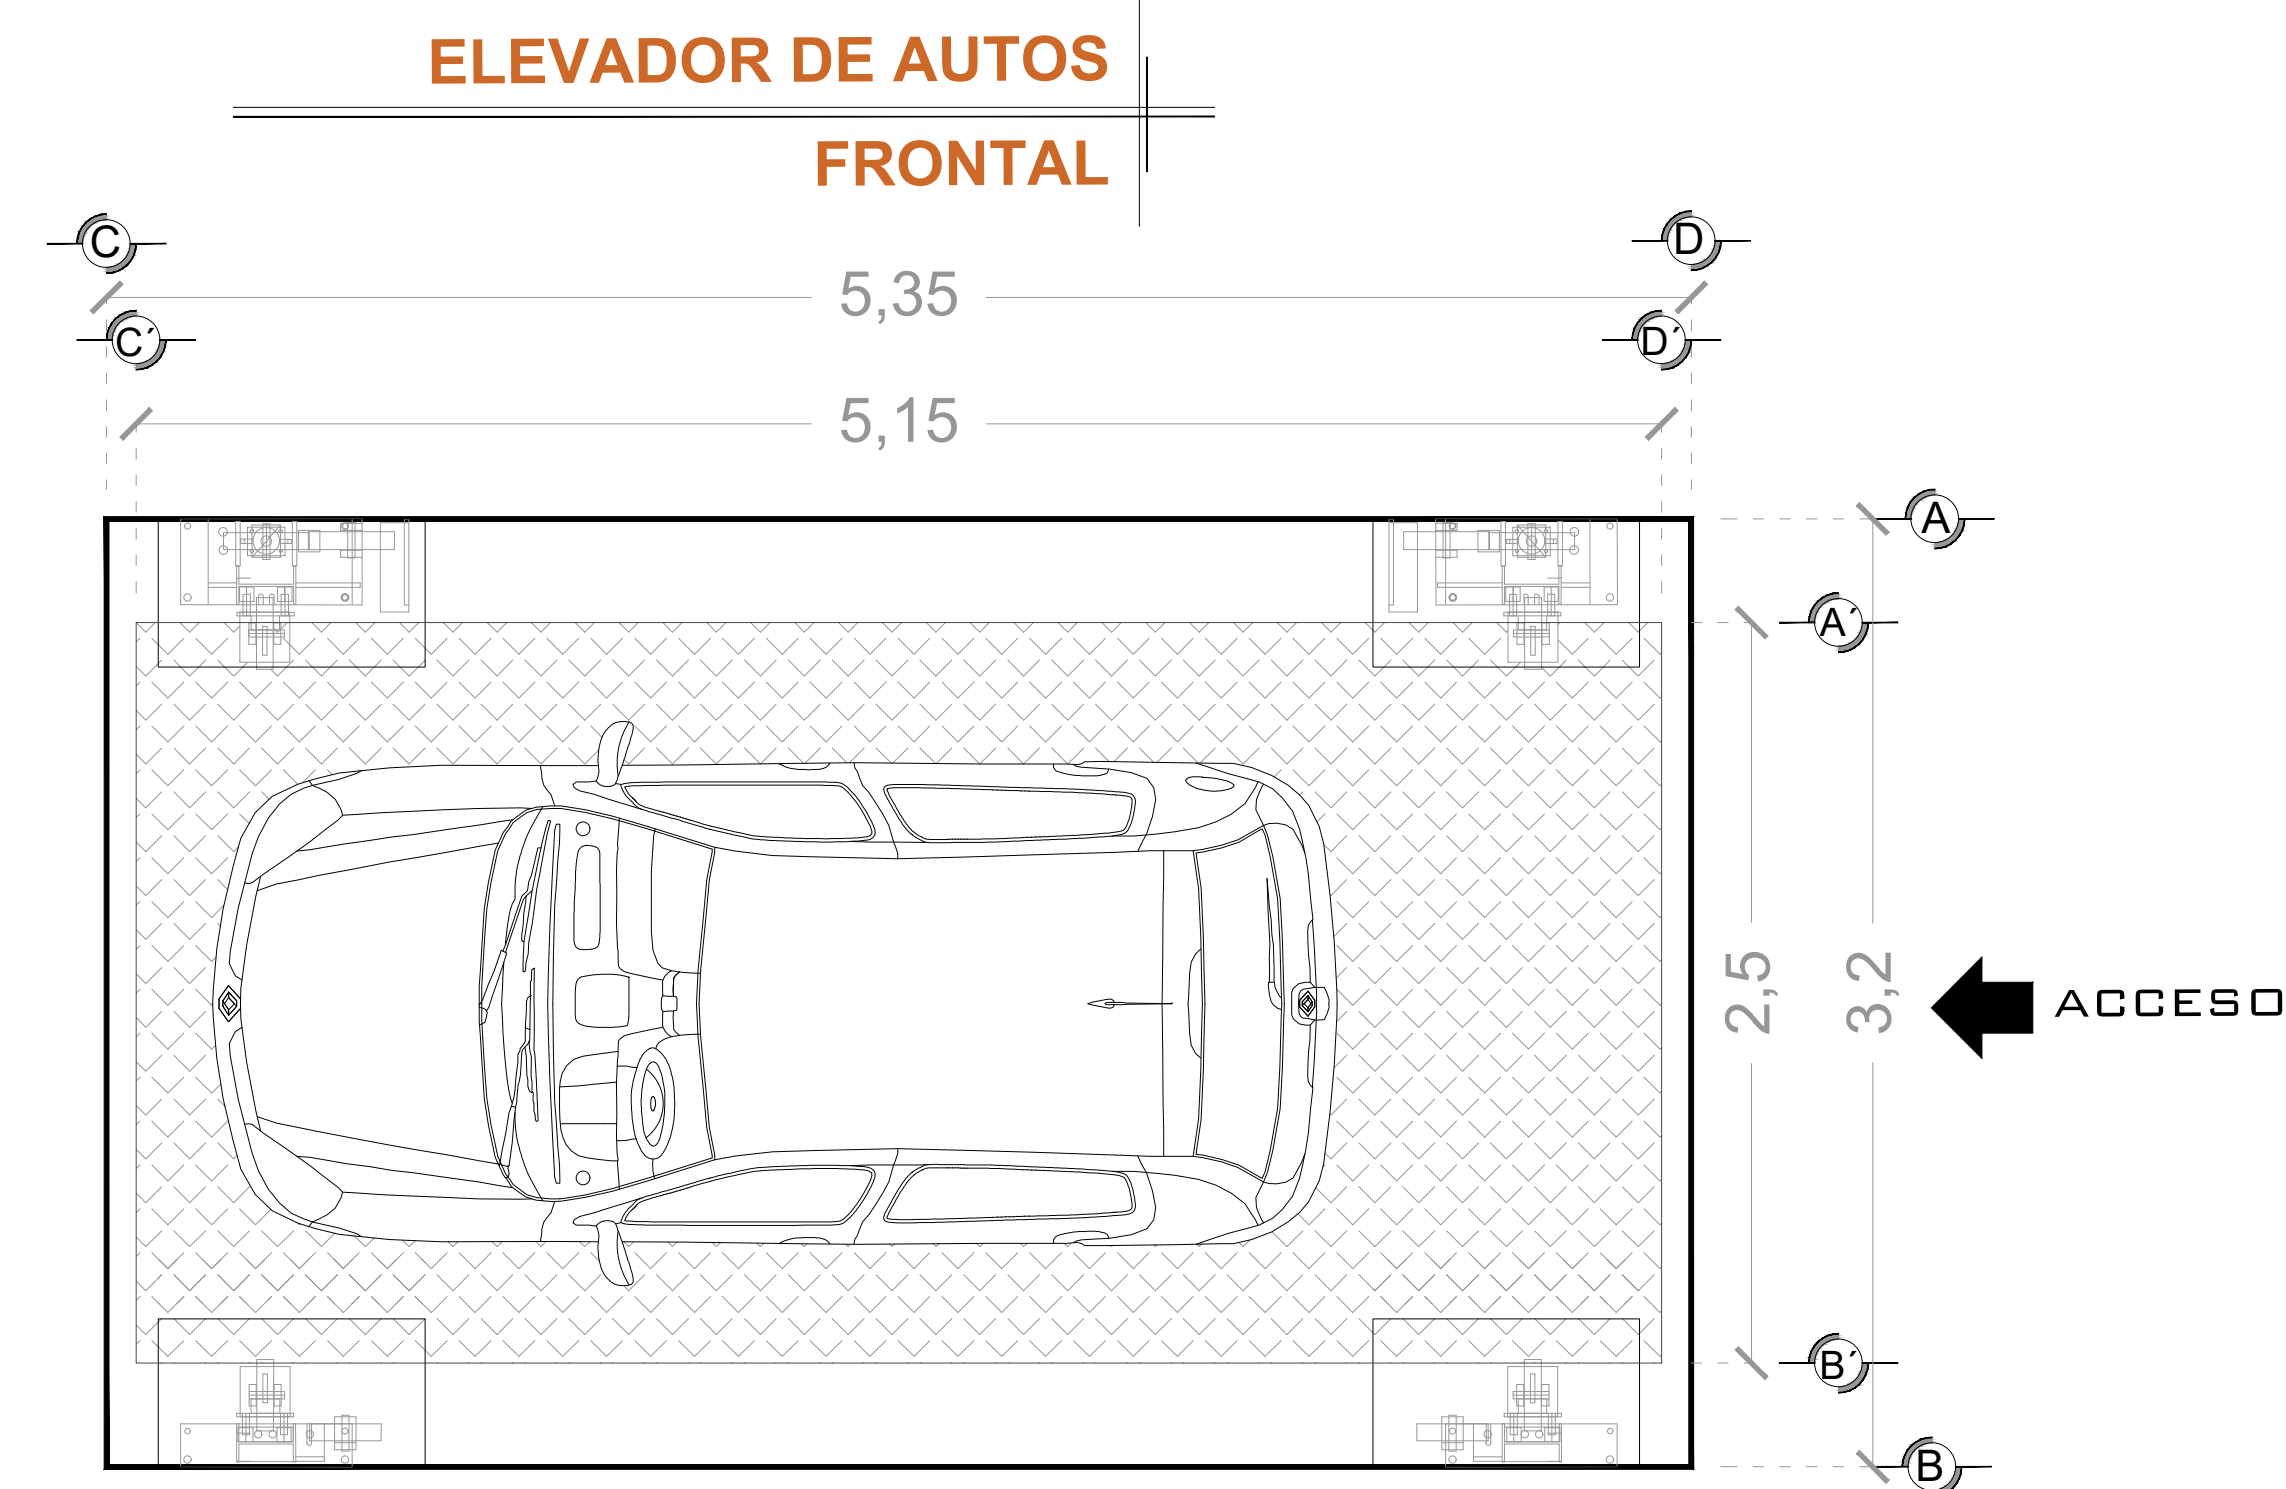 ELEVADOR DE AUTOS
FRONTAL
C
D
5,35
C´
D´
5,15
A
A´
2,5
3,2
ACCESO
B´
B